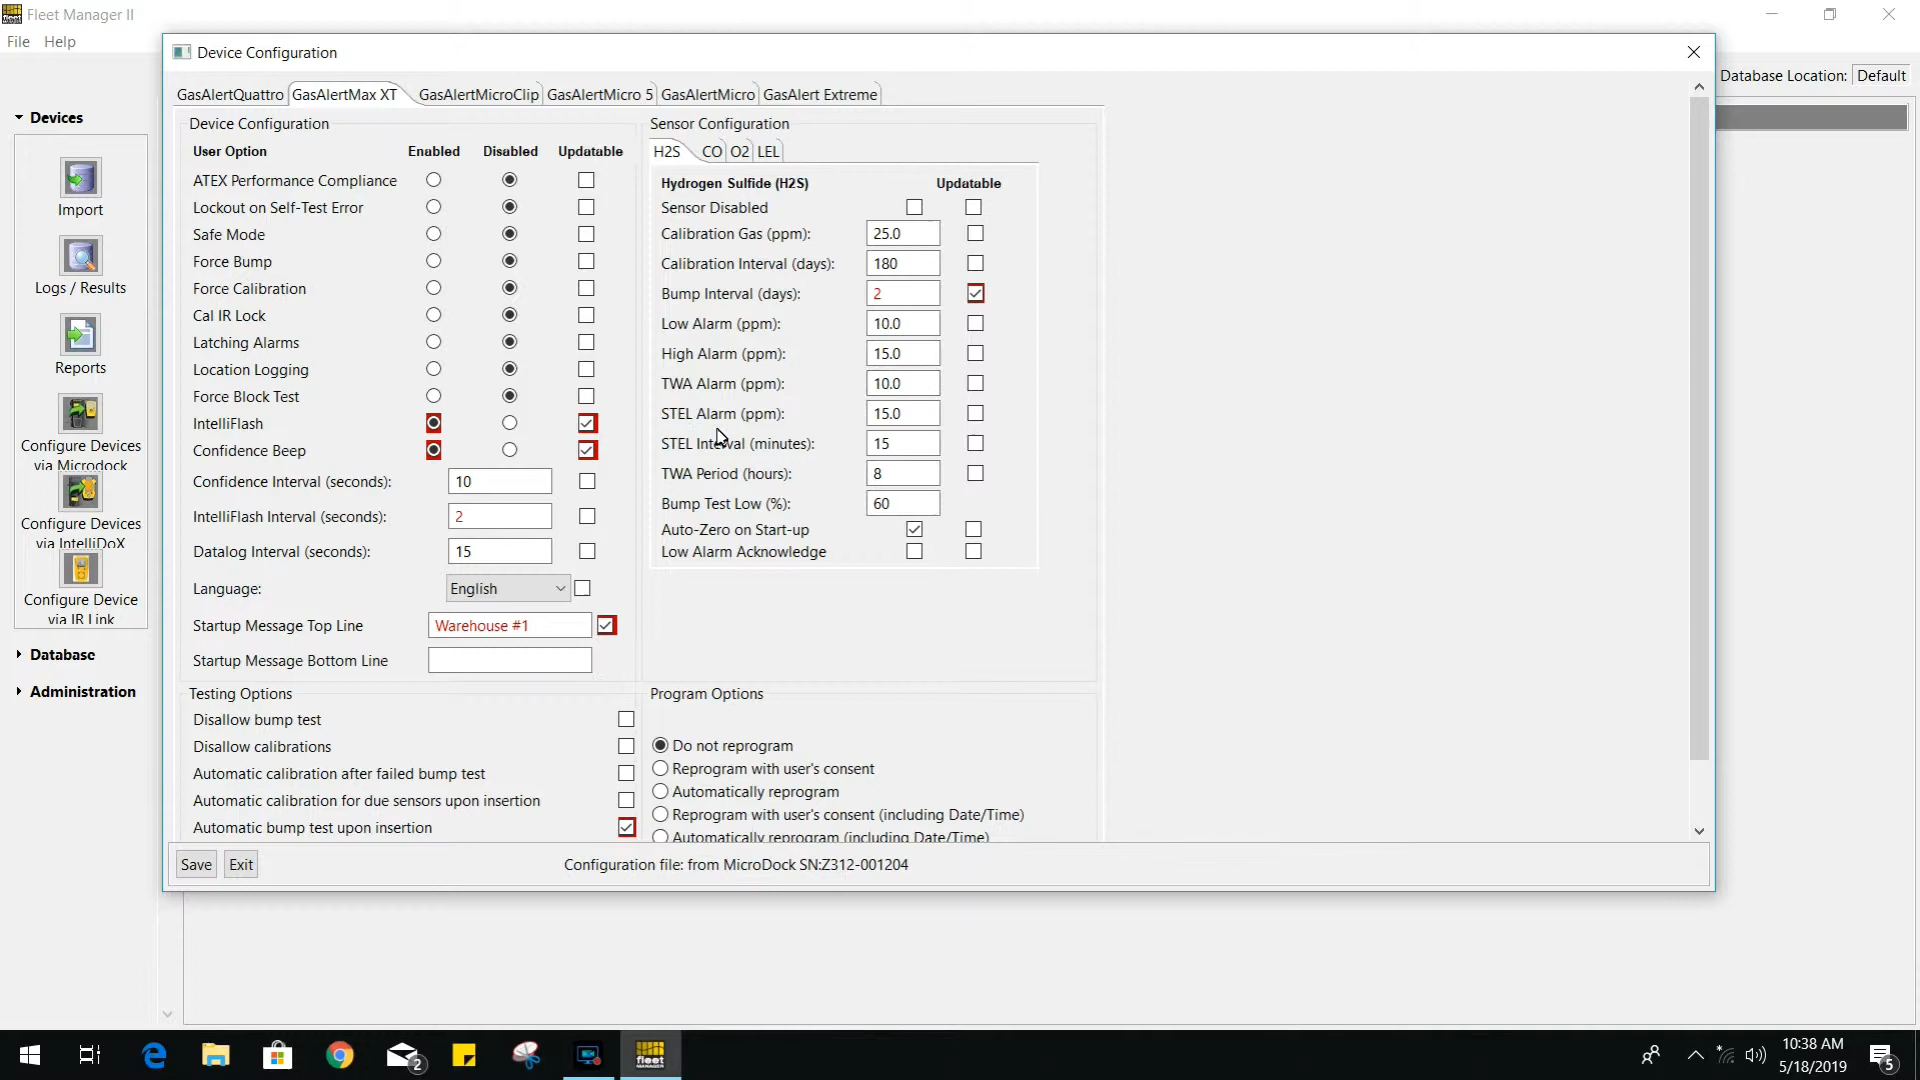 Fleet Manager II
File Help
Device Configuration
Database Location: Default
GasAlertQuattro GasAlertMax XT GasAlertMicroClip GasAlertMicro 5 GasAlertMicro GasAlert Extreme
Devices
Import
Logs / Results
Reports
Configure Devices
via Microdock
Configure Devices
via IntelliDoX
Configure Device
via IR Link
Database
Administration
Device Configuration
User Option Enabled Disabled Updatable
ATEX Performance Compliance
Lockout on Self-Test Error
Safe Mode
Force Bump
Force Calibration
Cal IR Lock
Latching Alarms
Location Logging
Force Block Test
IntelliFlash
Confidence Beep
Confidence Interval (seconds): 10
IntelliFlash Interval (seconds): 2
Datalog Interval (seconds): 15
Language: English
Startup Message Top Line Warehouse #1
Startup Message Bottom Line
Sensor Configuration
H2S CO O2 LEL
Hydrogen Sulfide (H2S) Updatable
Sensor Disabled
Calibration Gas (ppm): 25.0
Calibration Interval (days): 180
Bump Interval (days): 2
Low Alarm (ppm): 10.0
High Alarm (ppm): 15.0
TWA Alarm (ppm): 10.0
STEL Alarm (ppm): 15.0
STEL Interval (minutes): 15
TWA Period (hours): 8
Bump Test Low (%): 60
Auto-Zero on Start-up
Low Alarm Acknowledge
Testing Options
Disallow bump test
Disallow calibrations
Automatic calibration after failed bump test
Automatic calibration for due sensors upon insertion
Automatic bump test upon insertion
Program Options
Do not reprogram
Reprogram with user's consent
Automatically reprogram
Reprogram with user's consent (including Date/Time)
Automatically reprogram (including Date/Time)
Save Exit Configuration file: from MicroDock SN:Z312-001204
2
fleet
MANAGER
10:38 AM
5/18/2019
5